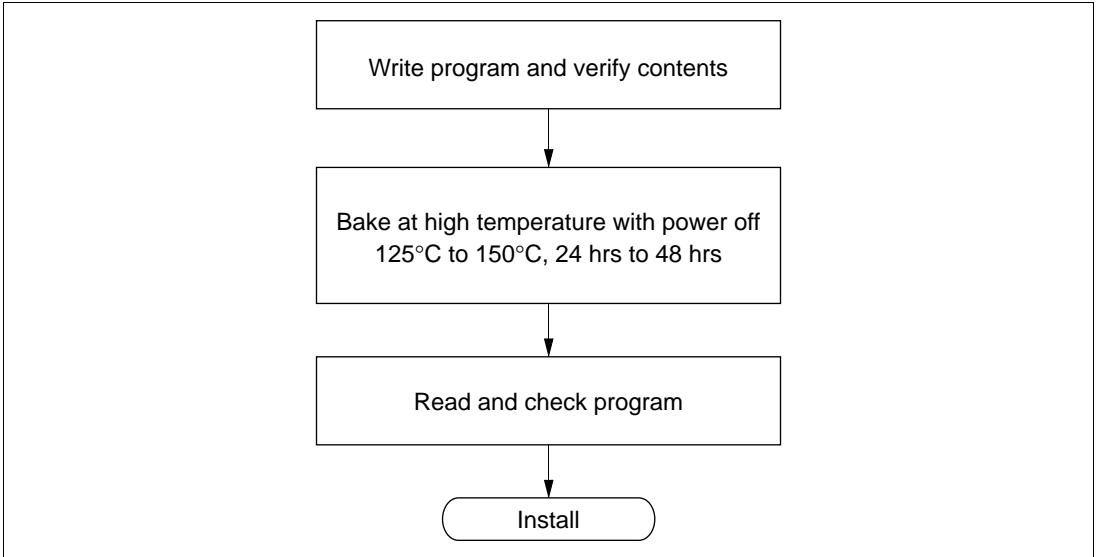 Write program and verify contents
Bake at high temperature with power off
125°C to 150°C, 24 hrs to 48 hrs
Read and check program
Install